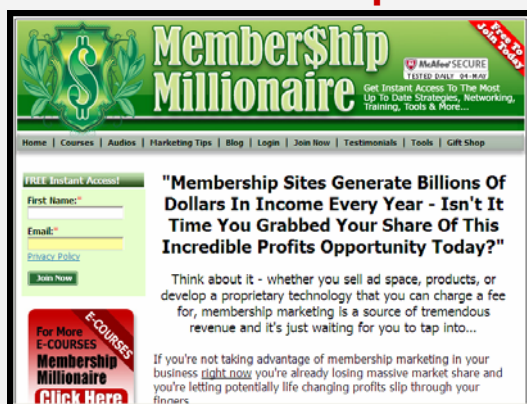 Member$hip
Millionaire
Free To
Join Today
McAfee SECURE
TESTED DAILY 04-MAY
Get Instant Access To The Most
Up To Date Strategies, Networking,
Training, Tools & More...
Home | Courses | Audios | Marketing Tips | Blog | Login | Join Now | Testimonials | Tools | Gift Shop
FREE Instant Access!
First Name:*
Email:*
Privacy Policy
Join Now
For More
E-COURSES
Membership
Millionaire
Click Here
E-COURSES
"Membership Sites Generate Billions Of
Dollars In Income Every Year - Isn't It
Time You Grabbed Your Share Of This
Incredible Profits Opportunity Today?"
Think about it - whether you sell ad space, products, or
develop a proprietary technology that you can charge a fee
for, membership marketing is a source of tremendous
revenue and it's just waiting for you to tap into...
If you're not taking advantage of membership marketing in your
business right now you're already losing massive market share and
you're letting potentially life changing profits slip through your
fingers